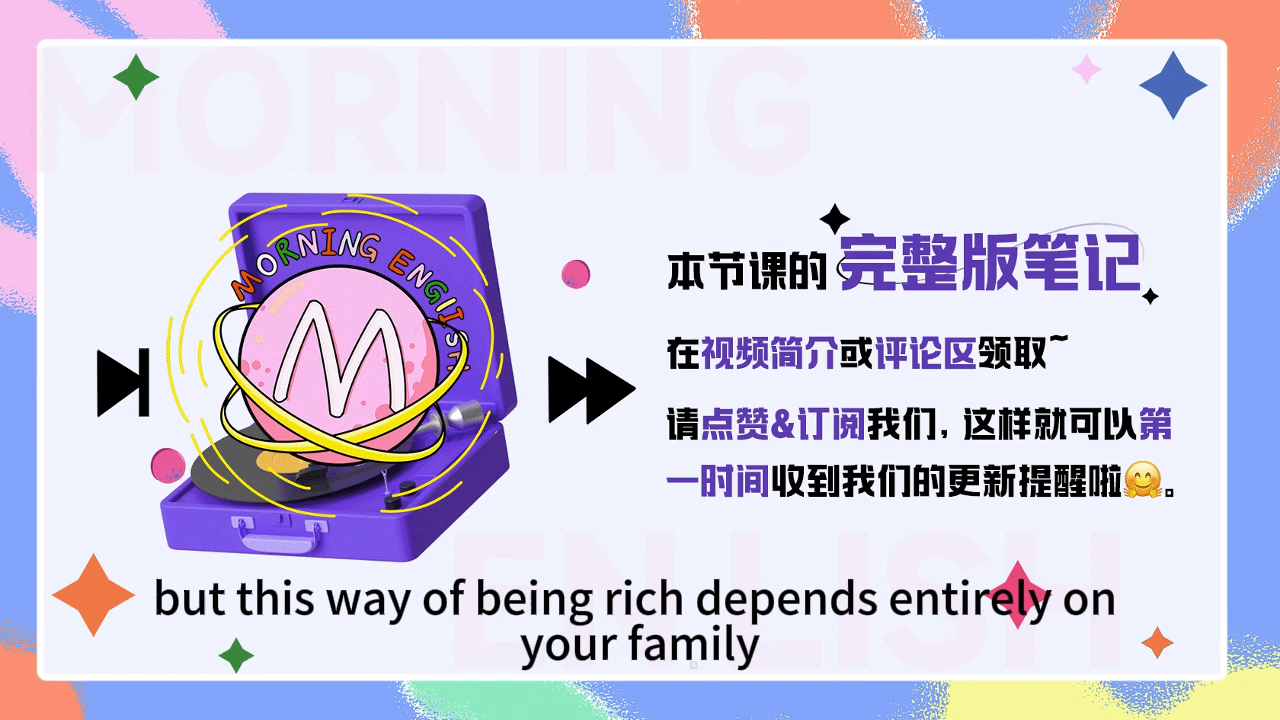 MORNING
MORNING ENGLISH
M
本节课的 完整版笔记
在视频简介或评论区领取~
请点赞&订阅我们, 这样就可以第
一时间收到我们的更新提醒啦🤗。
ENGLISH
but this way of being rich depends entirely on
your family